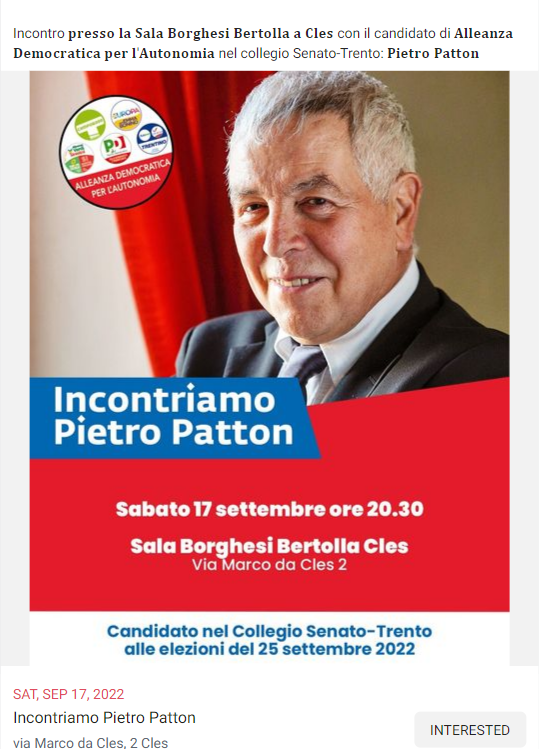 Incontro presso la Sala Borghesi Bertolla a Cles con il candidato di Alleanza
Democratica per l'Autonomia nel collegio Senato-Trento: Pietro Patton
EUROPA
PD
TRENTINO
ALLEANZA DEMOCRATICA
PER L'AUTONOMIA
Incontriamo
Pietro Patton
Sabato 17 settembre ore 20.30
Sala Borghesi Bertolla Cles
Via Marco da Cles 2
Candidato nel Collegio Senato-Trento
alle elezioni del 25 settembre 2022
SAT, SEP 17, 2022
Incontriamo Pietro Patton
via Marco da Cles, 2 Cles
INTERESTED